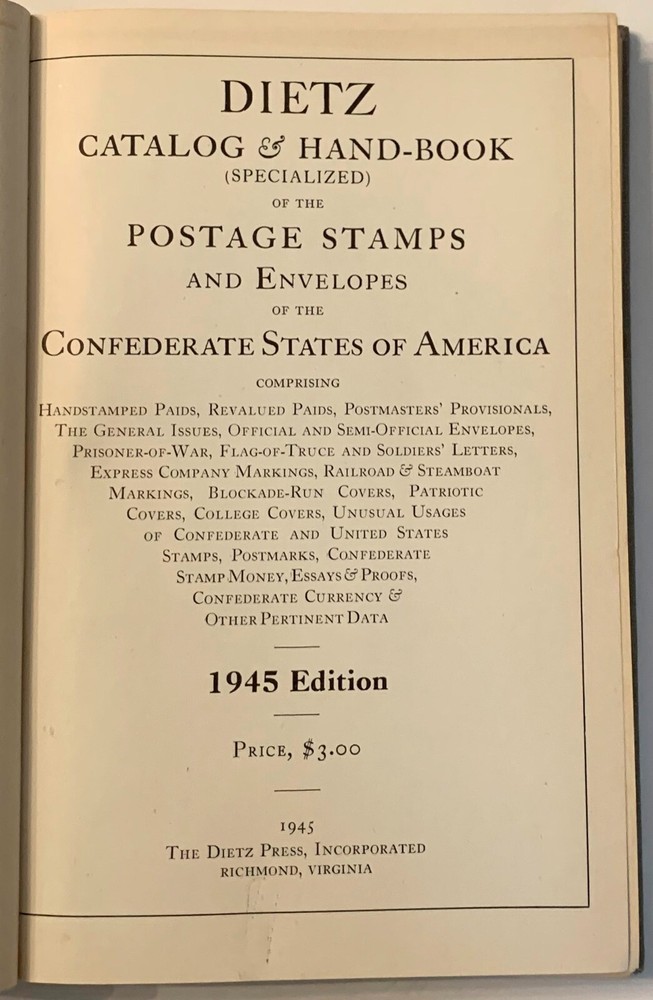 DIETZ
CATALOG & HAND-BOOK
(SPECIALIZED)
OF THE
POSTAGE STAMPS
AND ENVELOPES
OF THE
CONFEDERATE STATES OF AMERICA
COMPRISING
HANDSTAMPED PAIDS, REVALUED PAIDS, POSTMASTERS' PROVISIONALS,
THE GENERAL ISSUES, OFFICIAL AND SEMI-OFFICIAL ENVELOPES,
PRISONER-OF-WAR, FLAG-OF-TRUCE AND SOLDIERS' LETTERS,
EXPRESS COMPANY MARKINGS, RAILROAD & STEAMBOAT
MARKINGS, BLOCKADE-RUN COVERS, PATRIOTIC
COVERS, COLLEGE COVERS, UNUSUAL USAGES
OF CONFEDERATE AND UNITED STATES
STAMPS, POSTMARKS, CONFEDERATE
STAMP MONEY, ESSAYS & PROOFS,
CONFEDERATE CURRENCY &
OTHER PERTINENT DATA
1945 Edition
PRICE, $3.00
1945
THE DIETZ PRESS, INCORPORATED
RICHMOND, VIRGINIA